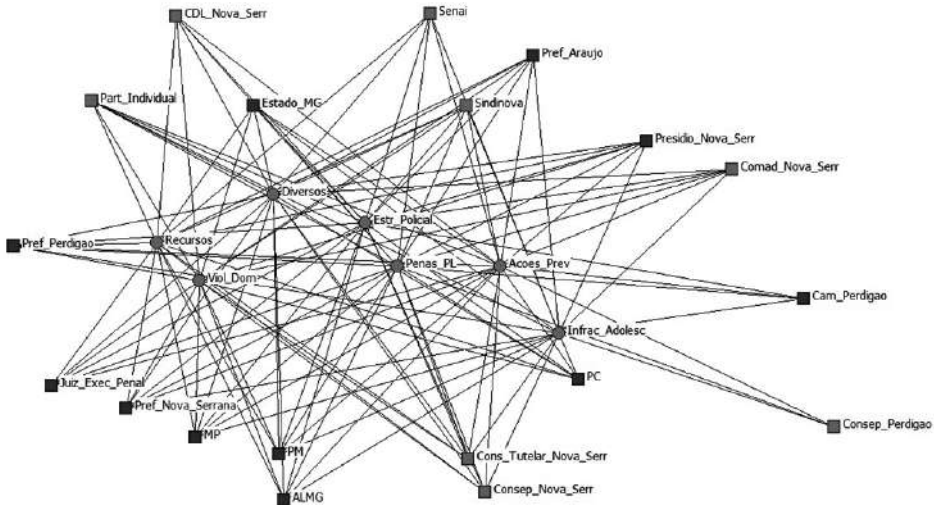 CDL_Nova_Serr
Senai
Pref_Araujo
Part_Individual
Estado_MG
Sindinova
Presidio_Nova_Serr
Comad_Nova_Serr
Diversos
Estr_Policial
Pref_Perdigao
Recursos
Viol_Dom
Penas_PL
Acoes_Prev
Cam_Perdigao
Infrac_Adolesc
Juiz_Exec_Penal
PC
Pref_Nova_Serrana
MP
Consep_Perdigao
PM
Cons_Tutelar_Nova_Serr
ALMG
Consep_Nova_Serr